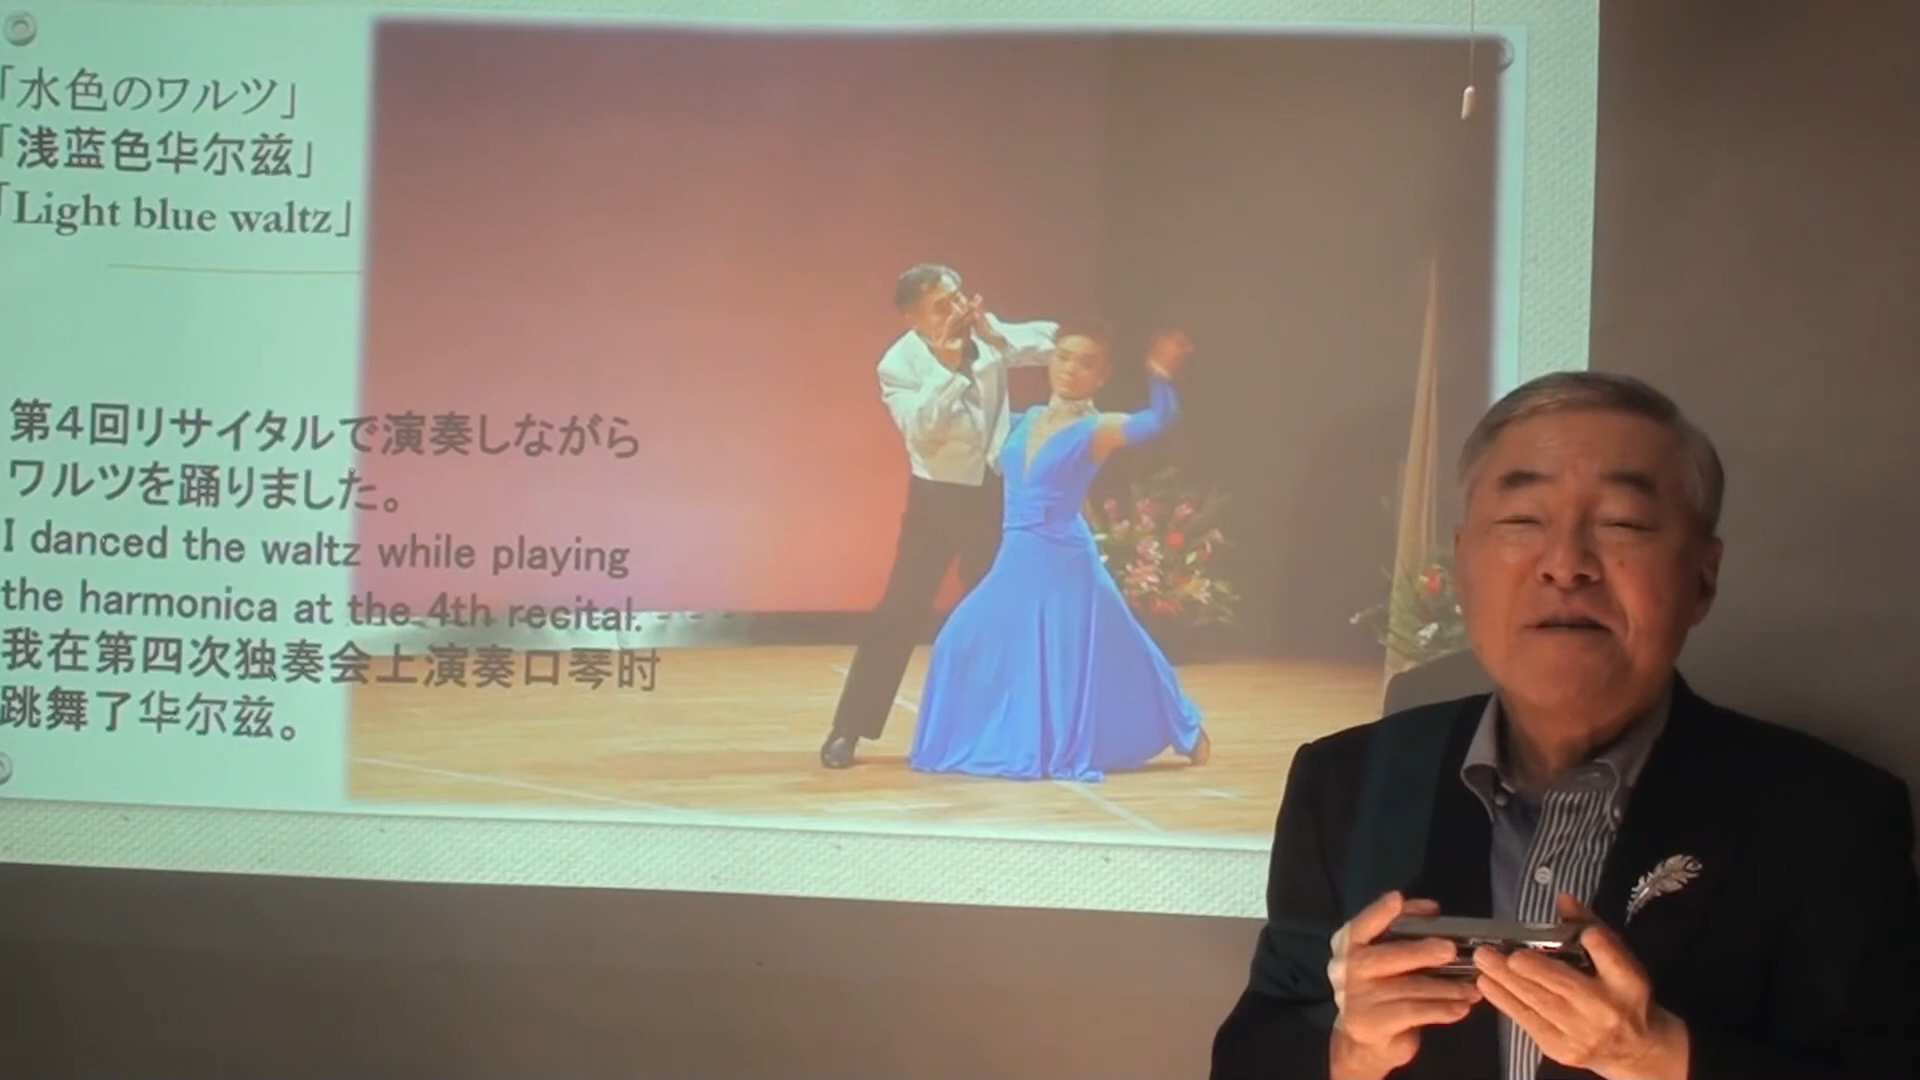 「水色のワルツ」
「浅蓝色华尔兹」
「Light blue waltz」
第４回リサイタルで演奏しながら
ワルツを踊りました。
I danced the waltz while playing
the harmonica at the 4th recital.
我在第四次独奏会上演奏口琴时
跳舞了华尔兹。